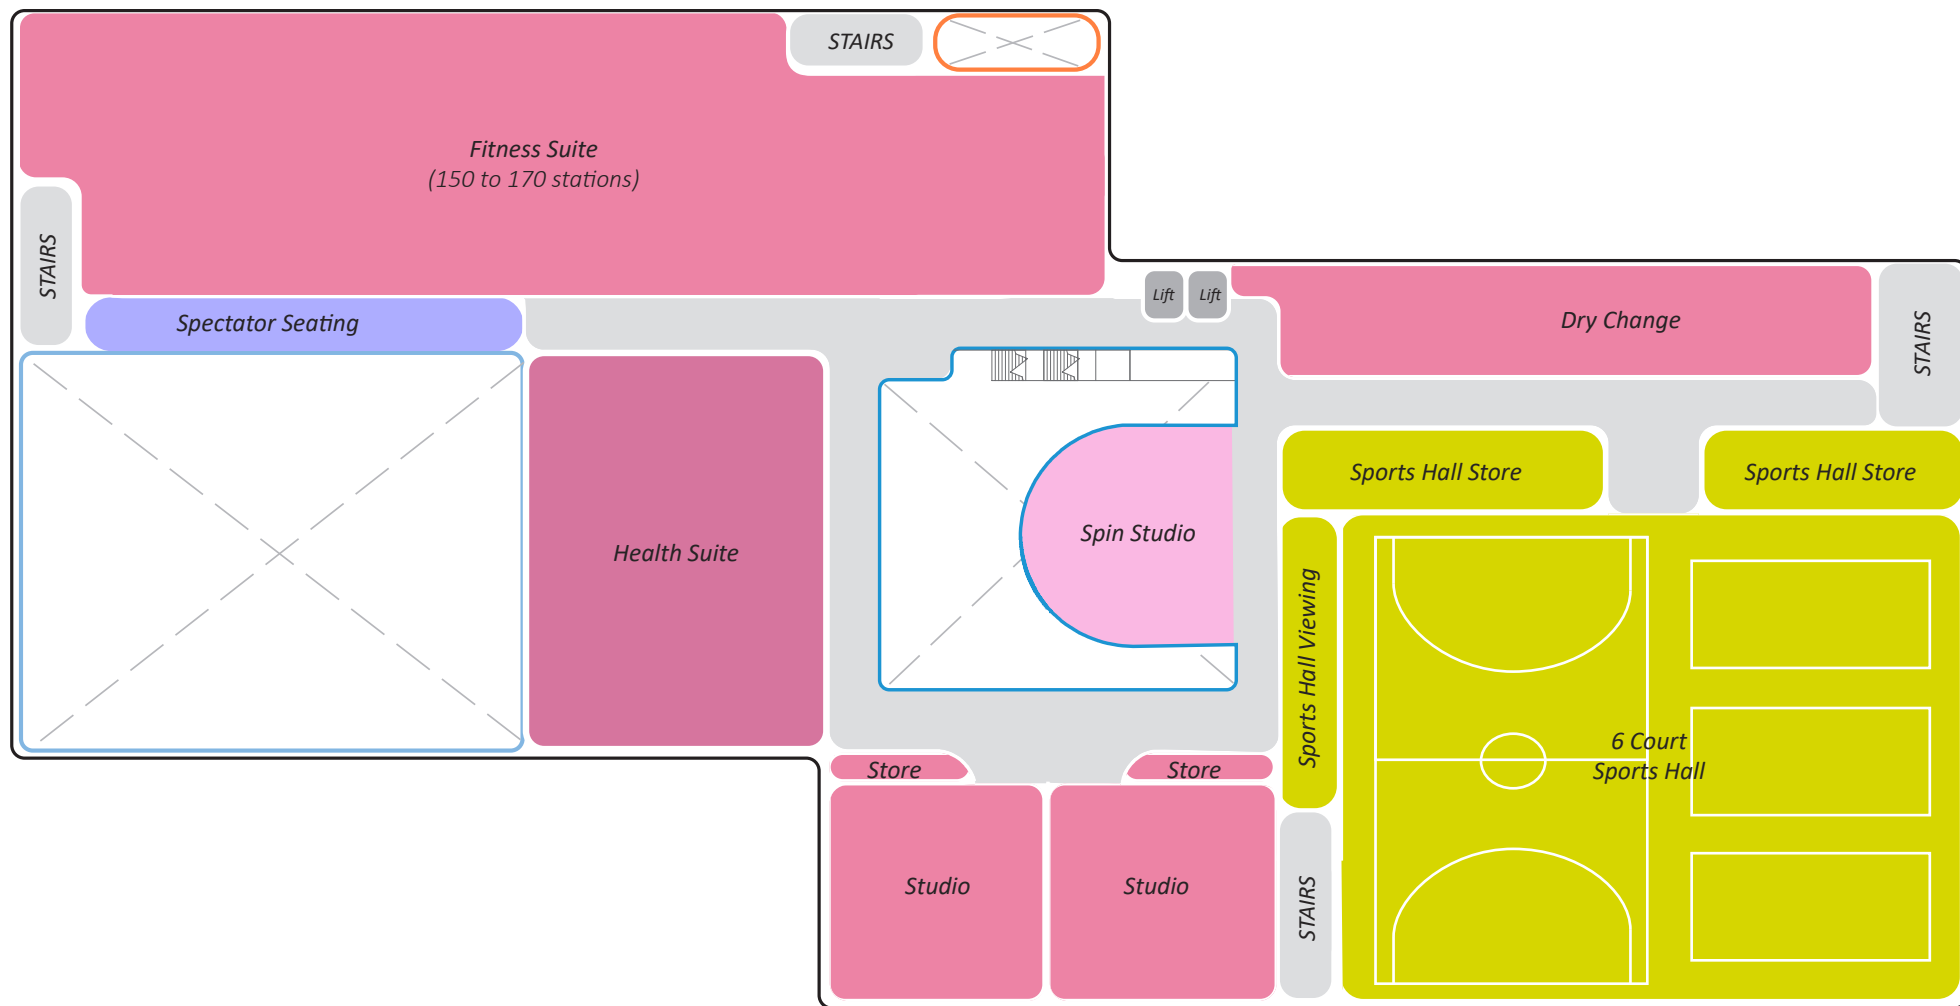 STAIRS
Fitness Suite
(150 to 170 stations)
STAIRS
Lift
Lift
Spectator Seating
Dry Change
STAIRS
Sports Hall Store
Sports Hall Store
Spin Studio
Health Suite
Sports Hall Viewing
6 Court
Sports Hall
Store
Store
Studio
Studio
STAIRS